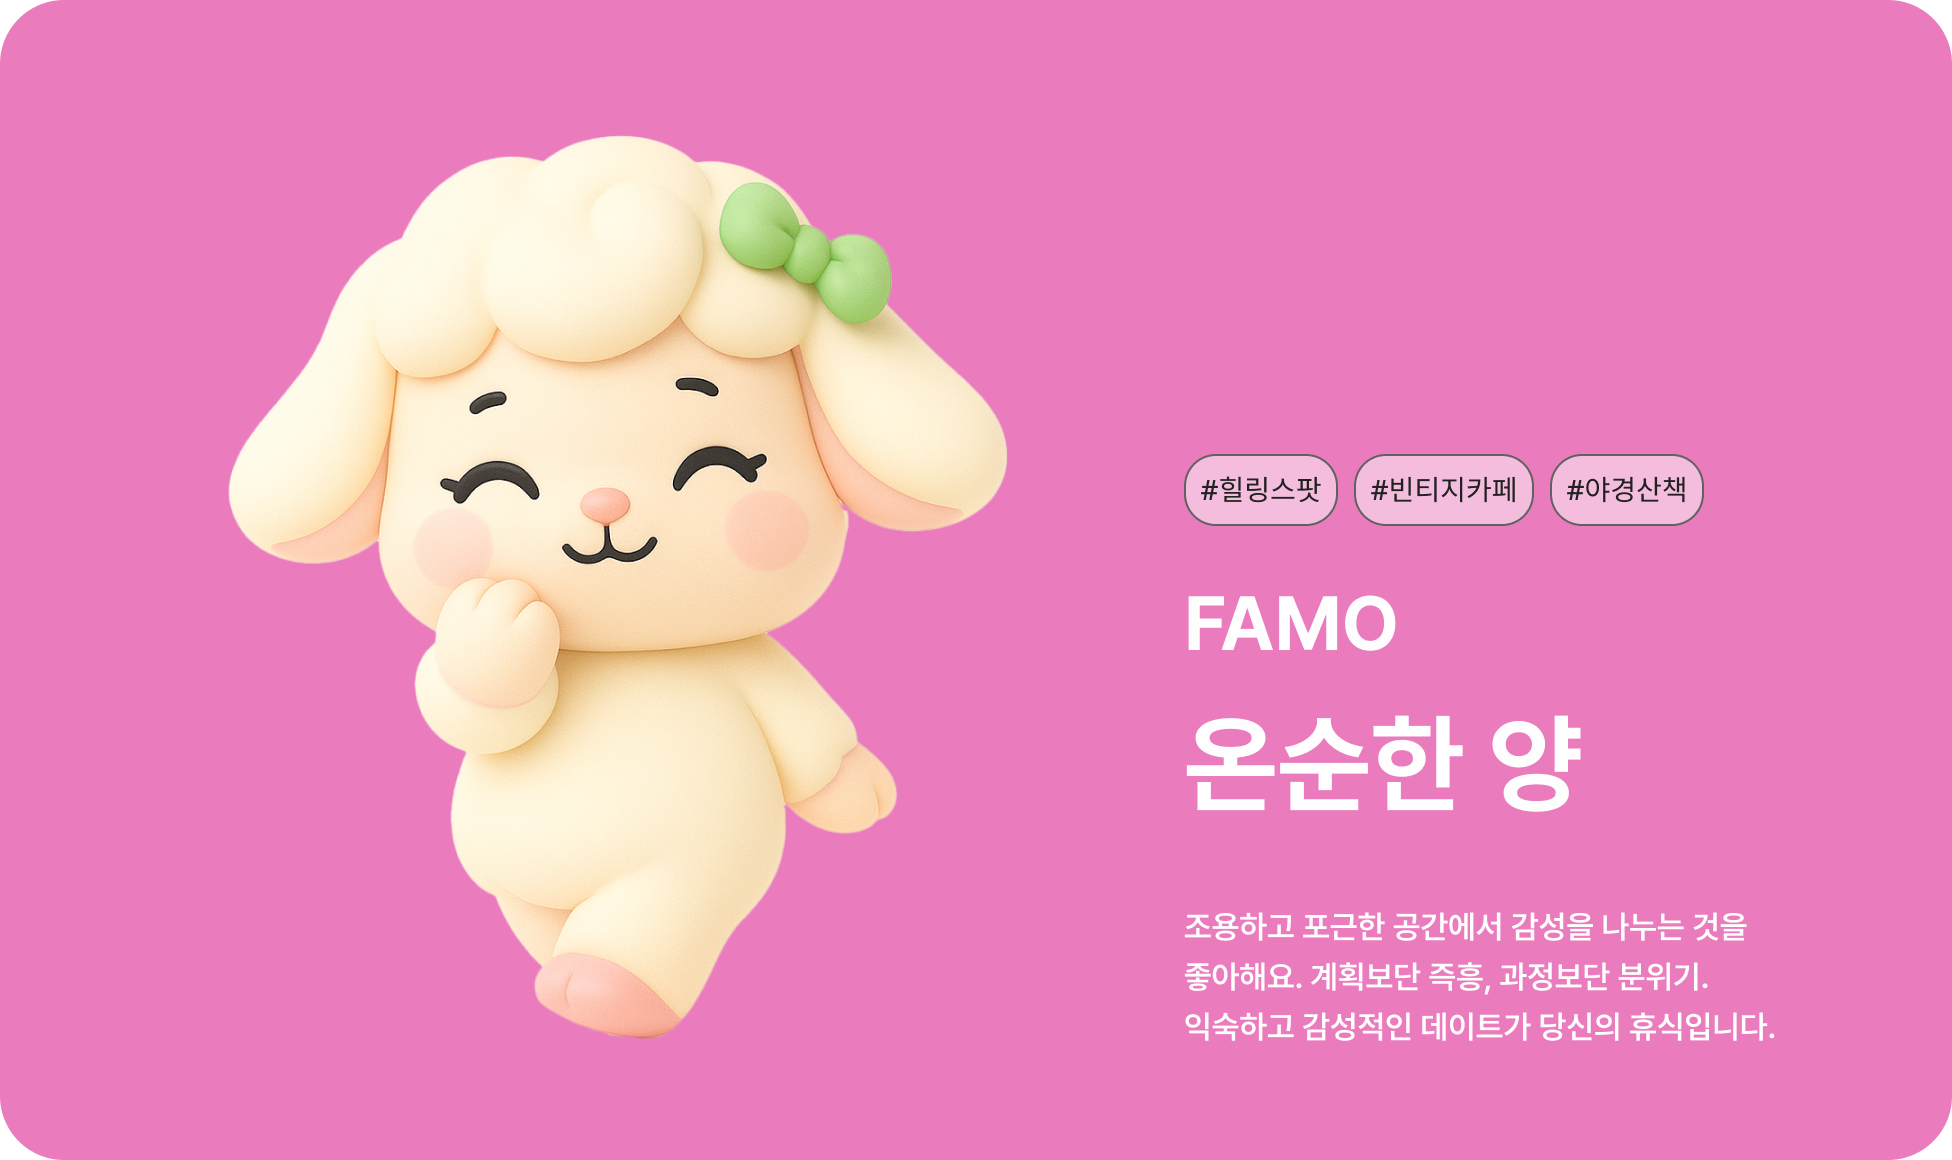 #힐링스팟 #빈티지카페 #야경산책
FAMO
온순한 양
조용하고 포근한 공간에서 감성을 나누는 것을
좋아해요. 계획보단 즉흥, 과정보단 분위기.
익숙하고 감성적인 데이트가 당신의 휴식입니다.